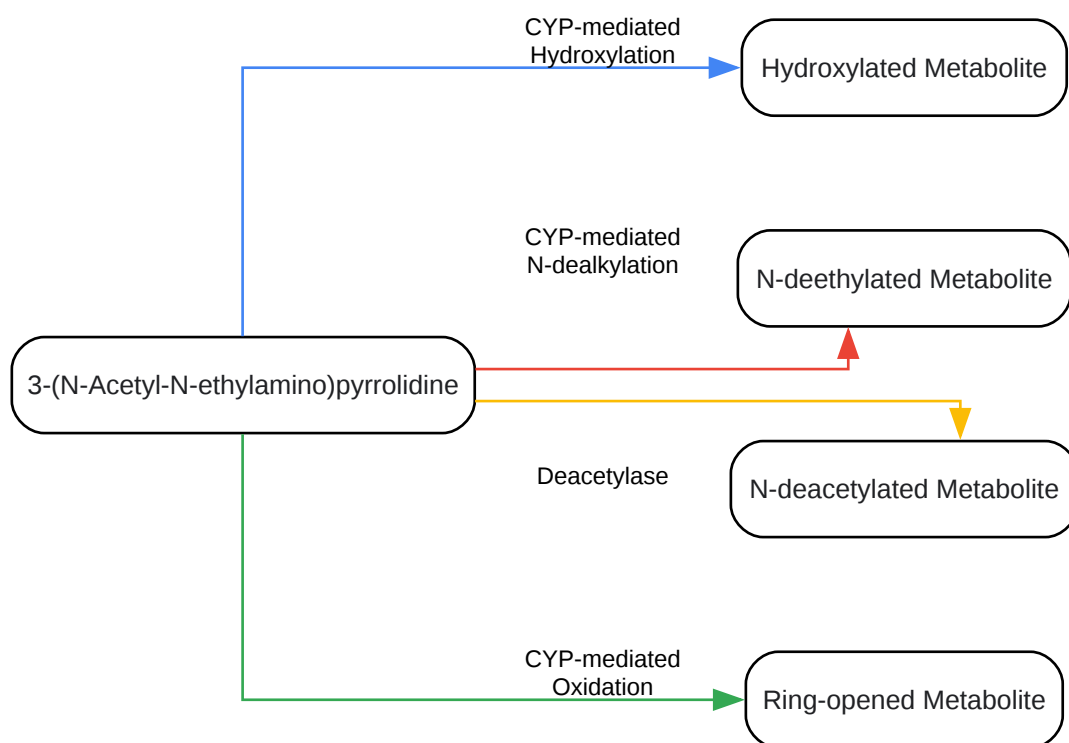 CYP-mediated
Hydroxylation
Hydroxylated Metabolite
CYP-mediated
N-dealkylation
N-deethylated Metabolite
3-(N-Acetyl-N-ethylamino)pyrrolidine
Deacetylase
N-deacetylated Metabolite
CYP-mediated
Oxidation
Ring-opened Metabolite